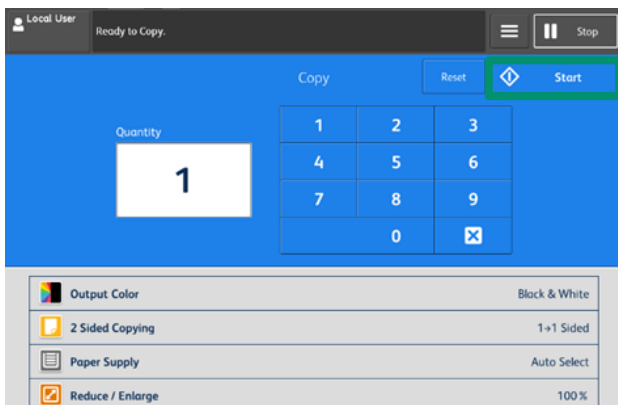 Local User
Ready to Copy.
Stop
Copy
Reset
Start
Quantity
1
1 2 3
4 5 6
7 8 9
0
Output Color Black & White
2 Sided Copying 1→1 Sided
Paper Supply Auto Select
Reduce / Enlarge 100 %